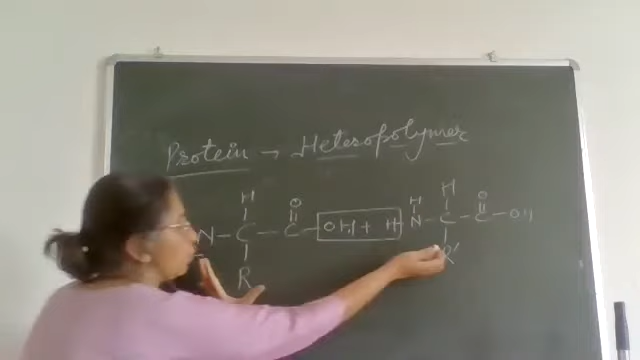 Protein → Heteropolymer
H H
O H O
N - C - C - OH + H - N - C - C - OH
R R'